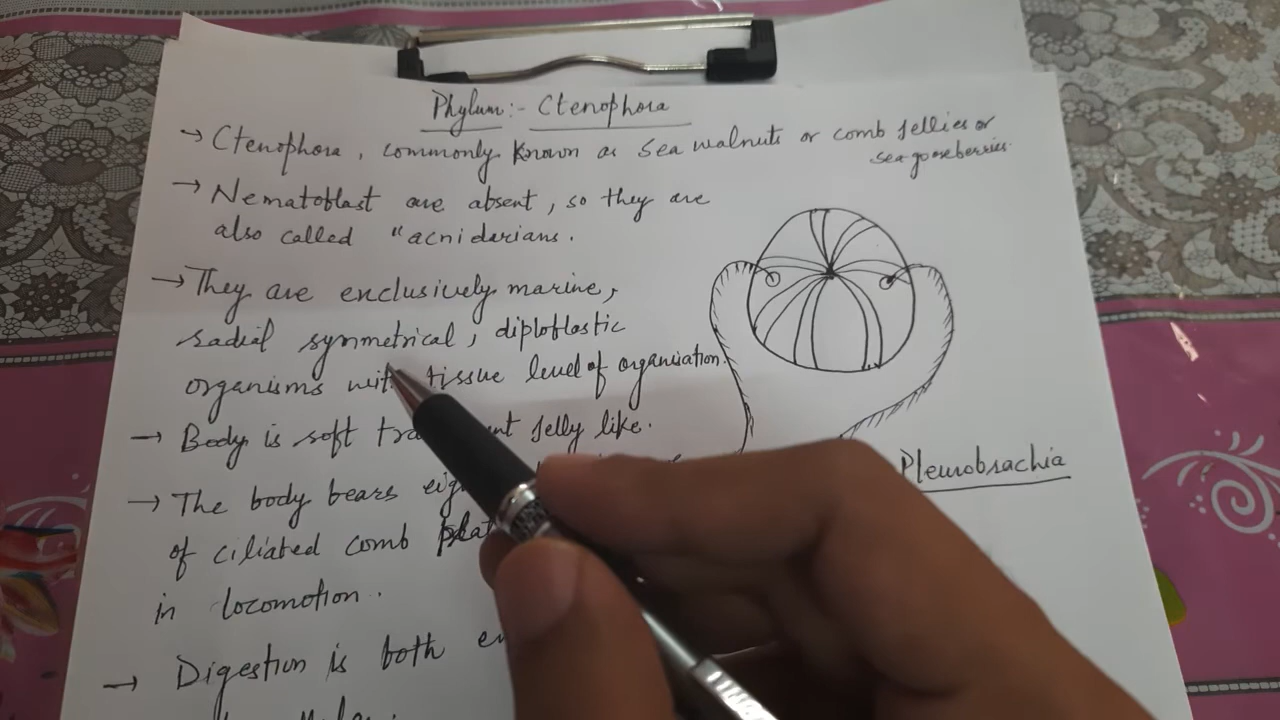 Phylum:- Ctenophora
→ Ctenophora, commonly known as sea walnuts or comb jellies or
sea gooseberries.
→ Nematoblast are absent, so they are
also called "acnidarians.
→ They are exclusively marine,
radial symmetrical, diploblastic
organisms with tissue level of organisation.
→ Body is soft jelly like.
→ The body bears
of ciliated comb
in locomotion.
→ Digestion is both
Pleurobrachia